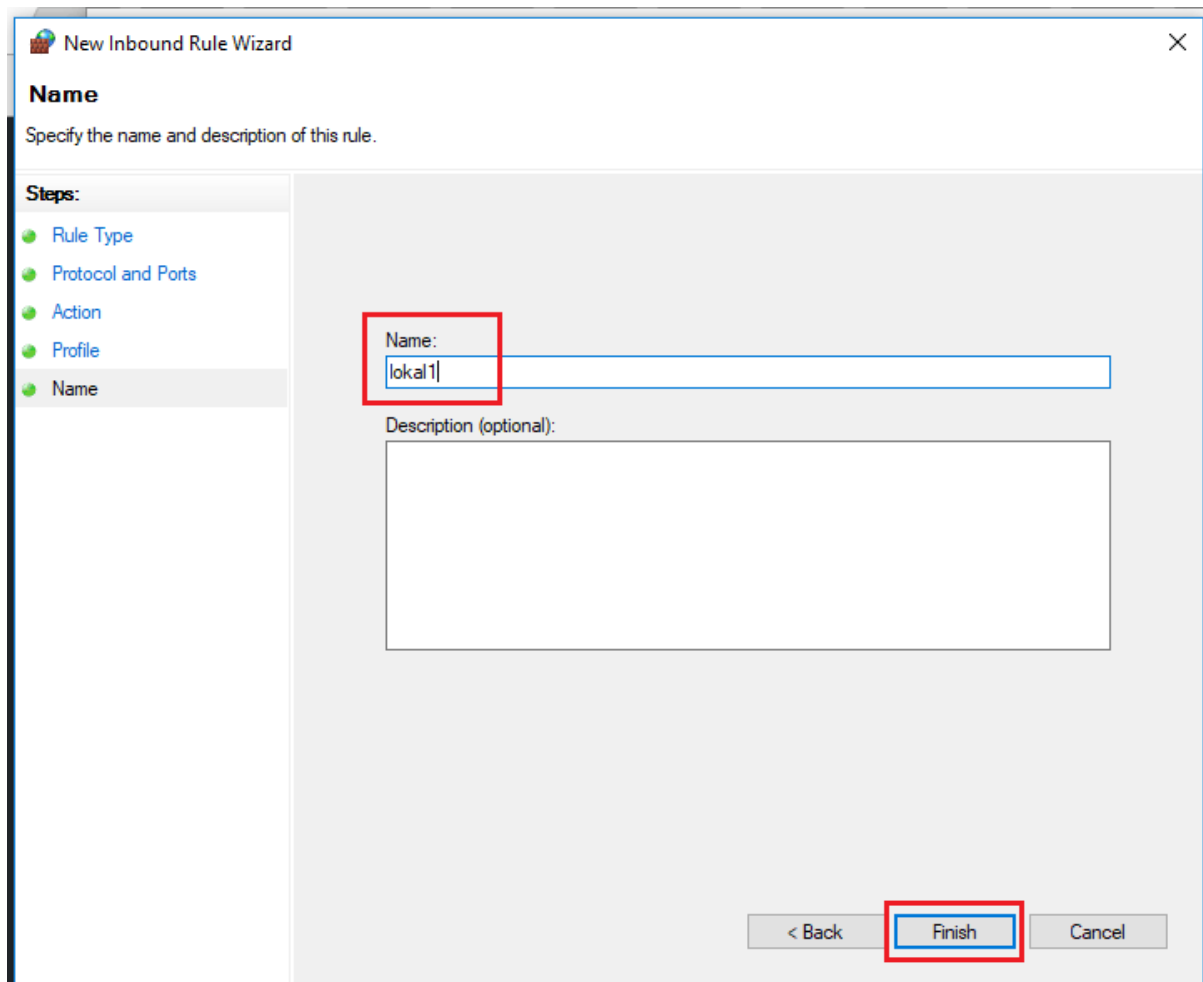 New Inbound Rule Wizard
Name
Specify the name and description of this rule.
Steps:
Rule Type
Protocol and Ports
Action
Profile
Name
Name:
lokal1
Description (optional):
< Back
Finish
Cancel